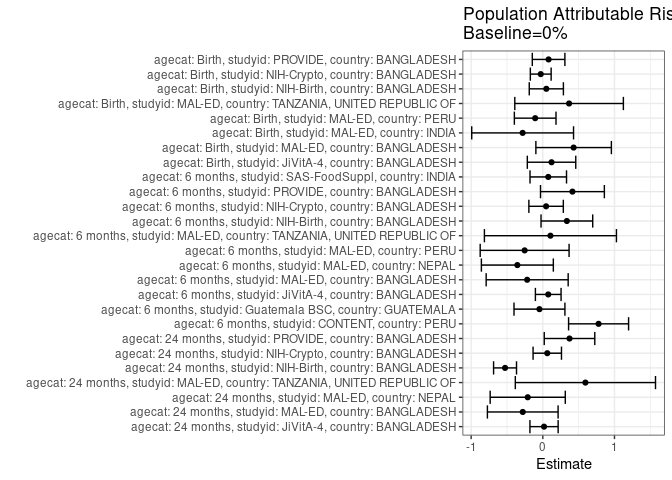 Population Attributable Ris
Baseline=0%
agecat: Birth, studyid: PROVIDE, country: BANGLADESH
agecat: Birth, studyid: NIH-Crypto, country: BANGLADESH
agecat: Birth, studyid: NIH-Birth, country: BANGLADESH
agecat: Birth, studyid: MAL-ED, country: TANZANIA, UNITED REPUBLIC OF
agecat: Birth, studyid: MAL-ED, country: PERU
agecat: Birth, studyid: MAL-ED, country: INDIA
agecat: Birth, studyid: MAL-ED, country: BANGLADESH
agecat: Birth, studyid: JiVitA-4, country: BANGLADESH
agecat: 6 months, studyid: SAS-FoodSuppl, country: INDIA
agecat: 6 months, studyid: PROVIDE, country: BANGLADESH
agecat: 6 months, studyid: NIH-Crypto, country: BANGLADESH
agecat: 6 months, studyid: NIH-Birth, country: BANGLADESH
agecat: 6 months, studyid: MAL-ED, country: TANZANIA, UNITED REPUBLIC OF
agecat: 6 months, studyid: MAL-ED, country: PERU
agecat: 6 months, studyid: MAL-ED, country: NEPAL
agecat: 6 months, studyid: MAL-ED, country: BANGLADESH
agecat: 6 months, studyid: JiVitA-4, country: BANGLADESH
agecat: 6 months, studyid: Guatemala BSC, country: GUATEMALA
agecat: 6 months, studyid: CONTENT, country: PERU
agecat: 24 months, studyid: PROVIDE, country: BANGLADESH
agecat: 24 months, studyid: NIH-Crypto, country: BANGLADESH
agecat: 24 months, studyid: NIH-Birth, country: BANGLADESH
agecat: 24 months, studyid: MAL-ED, country: TANZANIA, UNITED REPUBLIC OF
agecat: 24 months, studyid: MAL-ED, country: NEPAL
agecat: 24 months, studyid: MAL-ED, country: BANGLADESH
agecat: 24 months, studyid: JiVitA-4, country: BANGLADESH
-1 0 1
Estimate